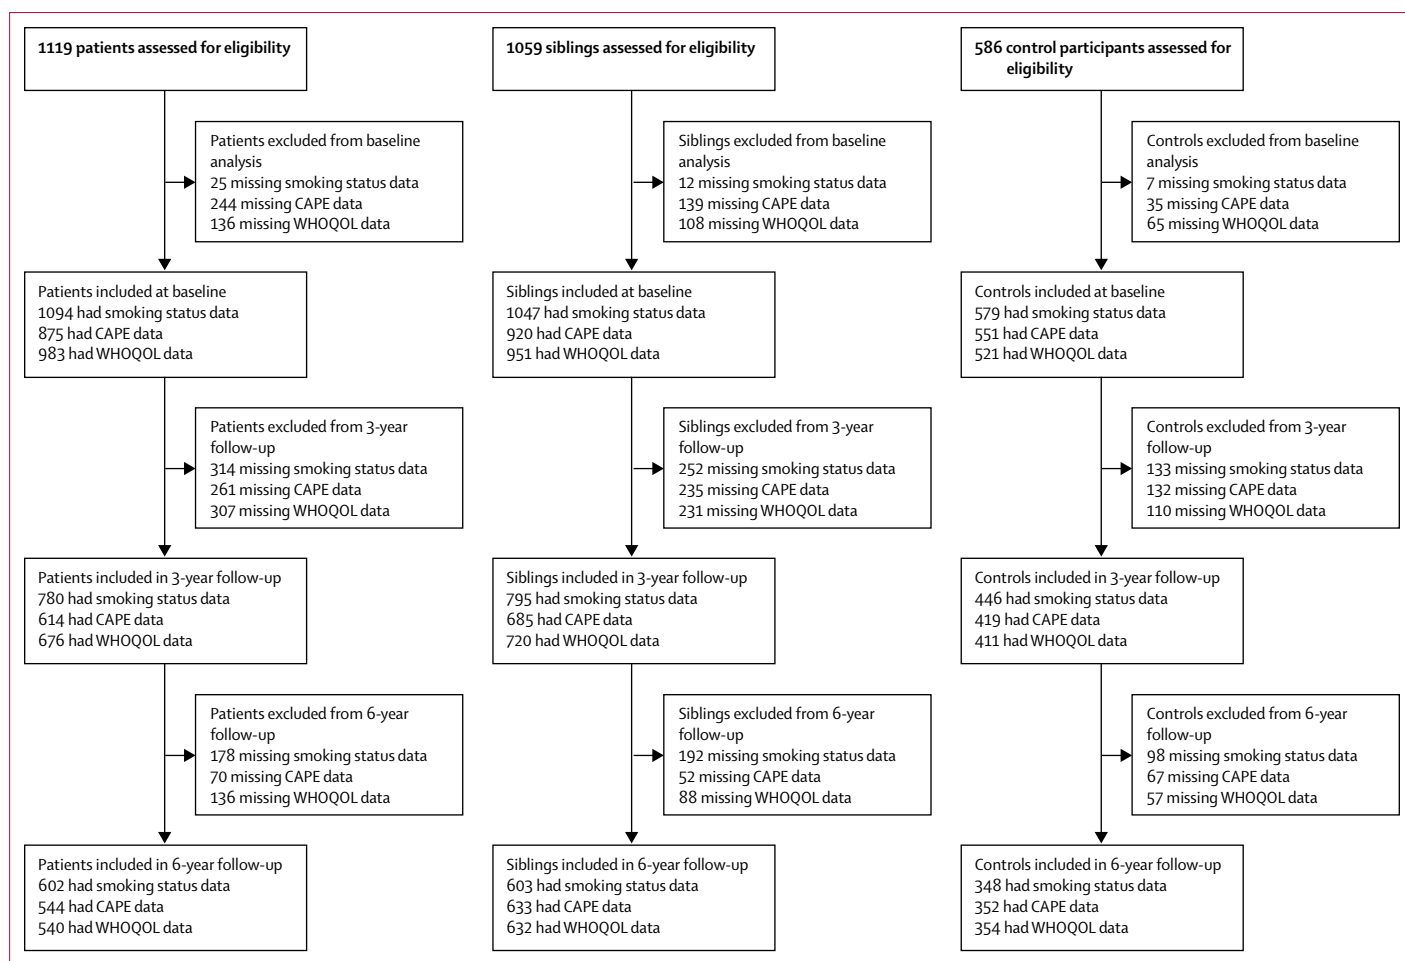 1119 patients assessed for eligibility
Patients excluded from baseline
analysis
25 missing smoking status data
244 missing CAPE data
136 missing WHOQOL data
Patients included at baseline
1094 had smoking status data
875 had CAPE data
983 had WHOQOL data
Patients excluded from 3-year
follow-up
314 missing smoking status data
261 missing CAPE data
307 missing WHOQOL data
Patients included in 3-year follow-up
780 had smoking status data
614 had CAPE data
676 had WHOQOL data
Patients excluded from 6-year
follow-up
178 missing smoking status data
70 missing CAPE data
136 missing WHOQOL data
Patients included in 6-year follow-up
602 had smoking status data
544 had CAPE data
540 had WHOQOL data
1059 siblings assessed for eligibility
Siblings excluded from baseline
analysis
12 missing smoking status data
139 missing CAPE data
108 missing WHOQOL data
Siblings included at baseline
1047 had smoking status data
920 had CAPE data
951 had WHOQOL data
Siblings excluded from 3-year
follow-up
252 missing smoking status data
235 missing CAPE data
231 missing WHOQOL data
Siblings included in 3-year follow-up
795 had smoking status data
685 had CAPE data
720 had WHOQOL data
Siblings excluded from 6-year
follow-up
192 missing smoking status data
52 missing CAPE data
88 missing WHOQOL data
Siblings included in 6-year follow-up
603 had smoking status data
633 had CAPE data
632 had WHOQOL data
586 control participants assessed for
eligibility
Controls excluded from baseline
analysis
7 missing smoking status data
35 missing CAPE data
65 missing WHOQOL data
Controls included at baseline
579 had smoking status data
551 had CAPE data
521 had WHOQOL data
Controls excluded from 3-year
follow-up
133 missing smoking status data
132 missing CAPE data
110 missing WHOQOL data
Controls included in 3-year follow-up
446 had smoking status data
419 had CAPE data
411 had WHOQOL data
Controls excluded from 6-year
follow-up
98 missing smoking status data
67 missing CAPE data
57 missing WHOQOL data
Controls included in 6-year follow-up
348 had smoking status data
352 had CAPE data
354 had WHOQOL data